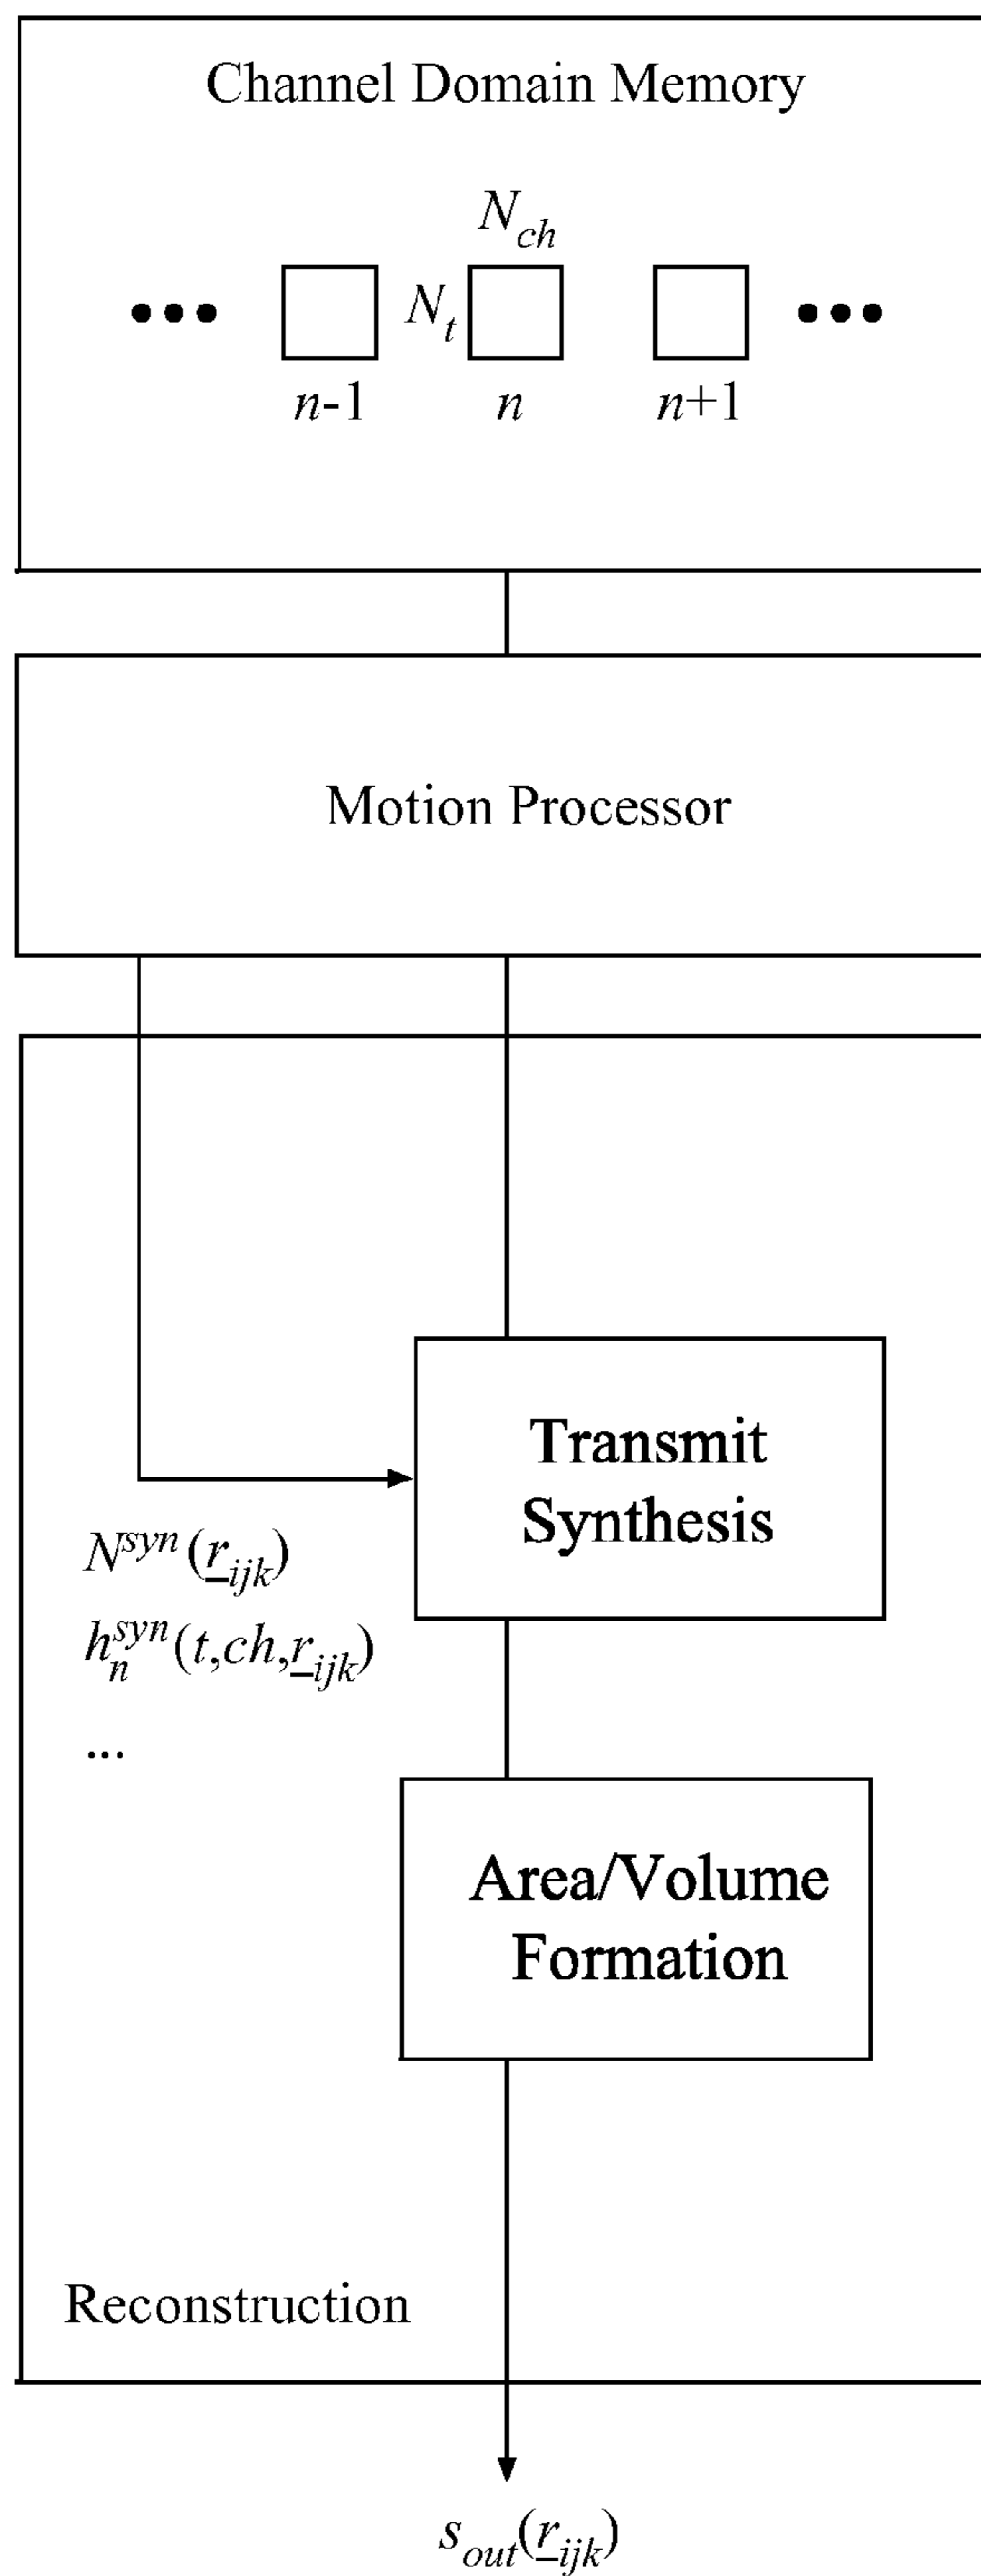 Channel Domain Memory
N_ch
••• N_t •••
n-1 n n+1
Motion Processor
Transmit
Synthesis
N^syn(r_ijk)
h_n^syn(t,ch,r_ijk)
...
Area/Volume
Formation
Reconstruction
s_out(r_ijk)